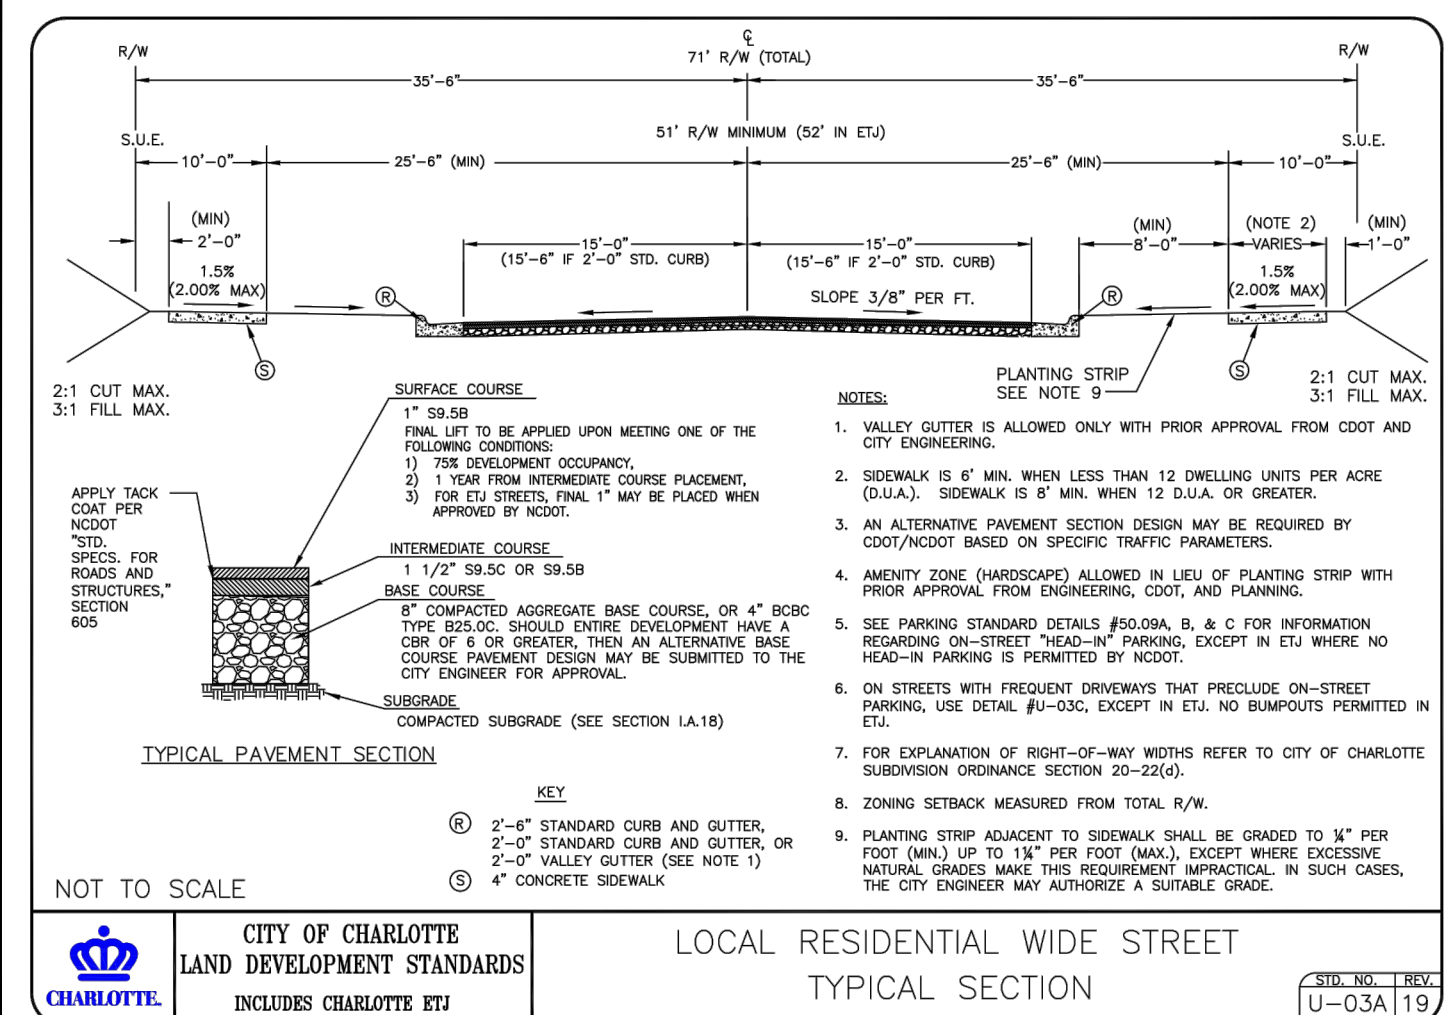 ℄
R/W
71' R/W (TOTAL)
R/W
35'-6"
35'-6"
51' R/W MINIMUM (52' IN ETJ)
S.U.E.
S.U.E.
10'-0"
25'-6" (MIN)
25'-6" (MIN)
10'-0"
(MIN)
2'-0"
15'-0"
(15'-6" IF 2'-0" STD. CURB)
15'-0"
(15'-6" IF 2'-0" STD. CURB)
(MIN)
8'-0"
(NOTE 2)
VARIES
(MIN)
1'-0"
1.5%
(2.00% MAX)
1.5%
(2.00% MAX)
R
SLOPE 3/8" PER FT.
R
S
S
2:1 CUT MAX.
3:1 FILL MAX.
PLANTING STRIP
SEE NOTE 9
2:1 CUT MAX.
3:1 FILL MAX.
SURFACE COURSE
1" S9.5B
FINAL LIFT TO BE APPLIED UPON MEETING ONE OF THE
FOLLOWING CONDITIONS:
1) 75% DEVELOPMENT OCCUPANCY,
2) 1 YEAR FROM INTERMEDIATE COURSE PLACEMENT,
3) FOR ETJ STREETS, FINAL 1" MAY BE PLACED WHEN
APPROVED BY NCDOT.
APPLY TACK
COAT PER
NCDOT
"STD.
SPECS. FOR
ROADS AND
STRUCTURES,"
SECTION
605
INTERMEDIATE COURSE
1 1/2" S9.5C OR S9.5B
BASE COURSE
8" COMPACTED AGGREGATE BASE COURSE, OR 4" BCBC
TYPE B25.0C. SHOULD ENTIRE DEVELOPMENT HAVE A
CBR OF 6 OR GREATER, THEN AN ALTERNATIVE BASE
COURSE PAVEMENT DESIGN MAY BE SUBMITTED TO THE
CITY ENGINEER FOR APPROVAL.
SUBGRADE
COMPACTED SUBGRADE (SEE SECTION I.A.18)
TYPICAL PAVEMENT SECTION
KEY
R 2'-6" STANDARD CURB AND GUTTER,
2'-0" STANDARD CURB AND GUTTER, OR
2'-0" VALLEY GUTTER (SEE NOTE 1)
S 4" CONCRETE SIDEWALK
NOTES:
1. VALLEY GUTTER IS ALLOWED ONLY WITH PRIOR APPROVAL FROM CDOT AND
CITY ENGINEERING.
2. SIDEWALK IS 6' MIN. WHEN LESS THAN 12 DWELLING UNITS PER ACRE
(D.U.A.). SIDEWALK IS 8' MIN. WHEN 12 D.U.A. OR GREATER.
3. AN ALTERNATIVE PAVEMENT SECTION DESIGN MAY BE REQUIRED BY
CDOT/NCDOT BASED ON SPECIFIC TRAFFIC PARAMETERS.
4. AMENITY ZONE (HARDSCAPE) ALLOWED IN LIEU OF PLANTING STRIP WITH
PRIOR APPROVAL FROM ENGINEERING, CDOT, AND PLANNING.
5. SEE PARKING STANDARD DETAILS #50.09A, B, & C FOR INFORMATION
REGARDING ON-STREET "HEAD-IN" PARKING, EXCEPT IN ETJ WHERE NO
HEAD-IN PARKING IS PERMITTED BY NCDOT.
6. ON STREETS WITH FREQUENT DRIVEWAYS THAT PRECLUDE ON-STREET
PARKING, USE DETAIL #U-03C, EXCEPT IN ETJ. NO BUMPOUTS PERMITTED IN
ETJ.
7. FOR EXPLANATION OF RIGHT-OF-WAY WIDTHS REFER TO CITY OF CHARLOTTE
SUBDIVISION ORDINANCE SECTION 20-22(d).
8. ZONING SETBACK MEASURED FROM TOTAL R/W.
9. PLANTING STRIP ADJACENT TO SIDEWALK SHALL BE GRADED TO ¼" PER
FOOT (MIN.) UP TO 1¼" PER FOOT (MAX.), EXCEPT WHERE EXCESSIVE
NATURAL GRADES MAKE THIS REQUIREMENT IMPRACTICAL. IN SUCH CASES,
THE CITY ENGINEER MAY AUTHORIZE A SUITABLE GRADE.
NOT TO SCALE
CHARLOTTE.
CITY OF CHARLOTTE
LAND DEVELOPMENT STANDARDS
INCLUDES CHARLOTTE ETJ
LOCAL RESIDENTIAL WIDE STREET
TYPICAL SECTION
STD. NO. REV.
U-03A 19